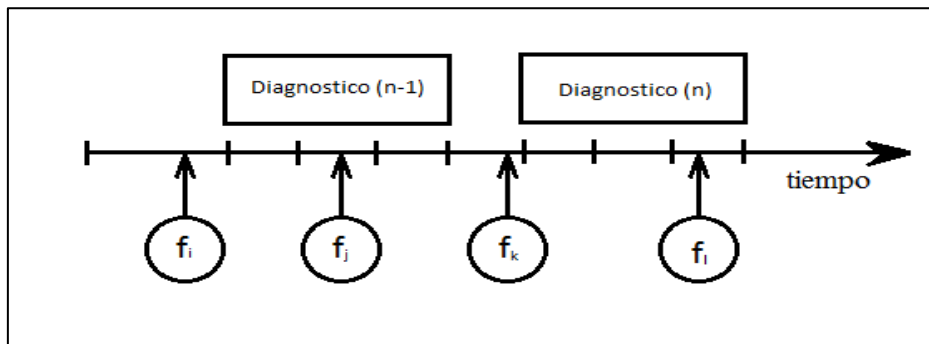 Diagnostico (n-1)
Diagnostico (n)
tiempo
fᵢ
fⱼ
fₖ
fₗ